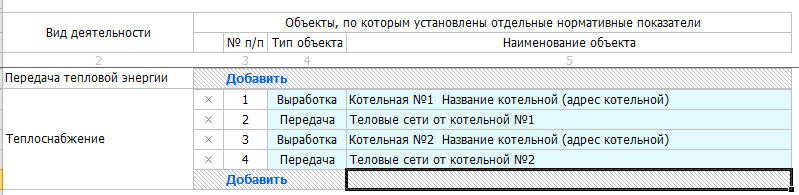 Вид деятельности
Объекты, по которым установлены отдельные нормативные показатели
№ п/п Тип объекта Наименование объекта
2 3 4 5
Передача тепловой энергии Добавить
Теплоснабжение
× 1 Выработка Котельная №1 Название котельной (адрес котельной)
× 2 Передача Теловые сети от котельной №1
× 3 Выработка Котельная №2 Название котельной (адрес котельной)
× 4 Передача Теловые сети от котельной №2
Добавить